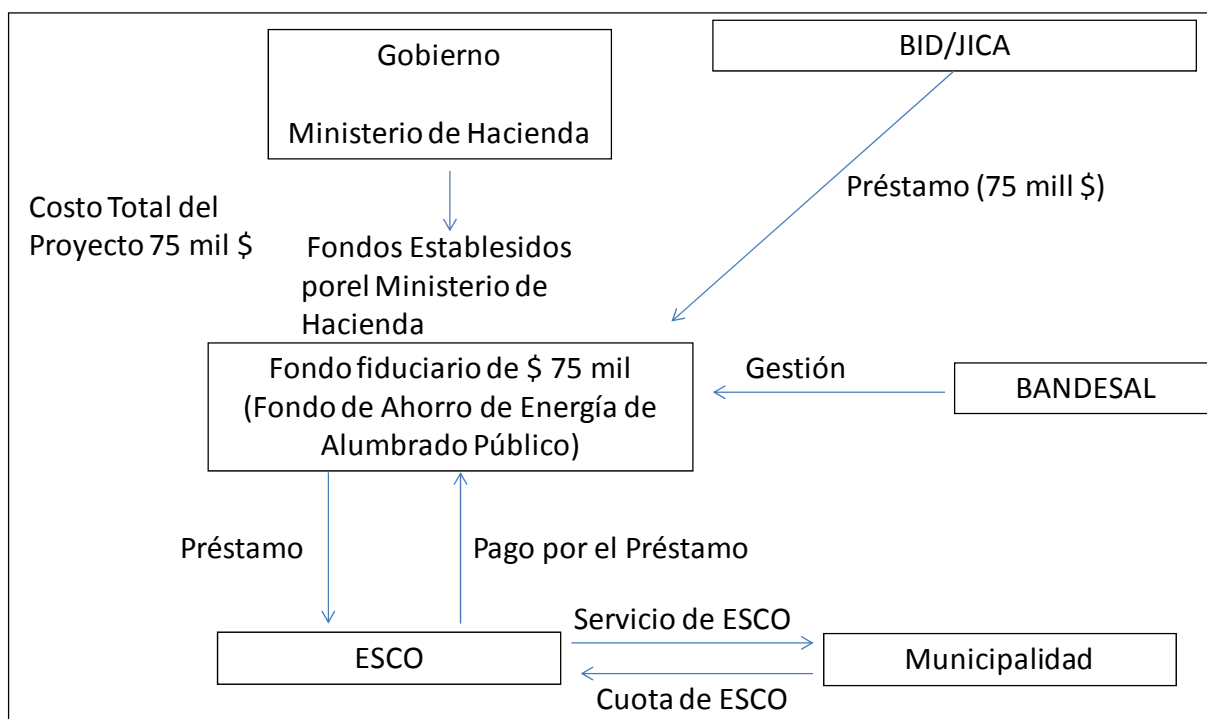 Gobierno
Ministerio de Hacienda
BID/JICA
Préstamo (75 mill $)
Costo Total del
Proyecto 75 mil $
Fondos Establesidos
porel Ministerio de
Hacienda
Fondo fiduciario de $ 75 mil
(Fondo de Ahorro de Energía de
Alumbrado Público)
Gestión
BANDESAL
Préstamo
Pago por el Préstamo
Servicio de ESCO
ESCO
Municipalidad
Cuota de ESCO